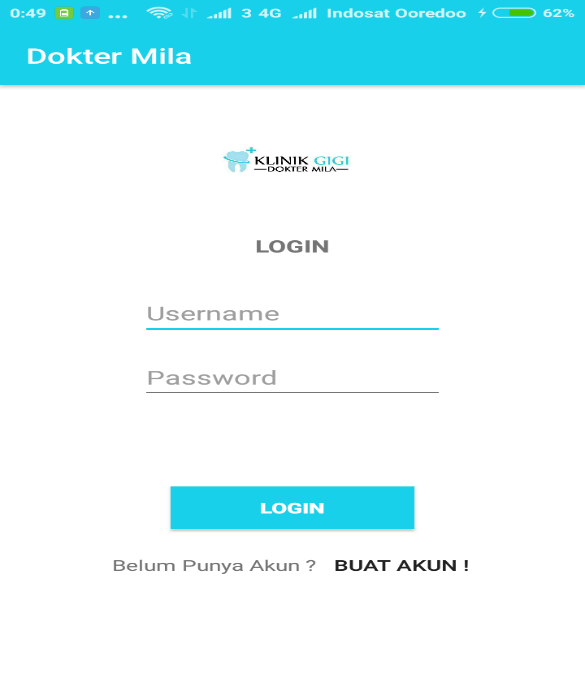 0:49 ... 3 4G Indosat Ooredoo 62%
Dokter Mila
KLINIK GIGI
DOKTER MILA
LOGIN
Username
Password
LOGIN
Belum Punya Akun ? BUAT AKUN !